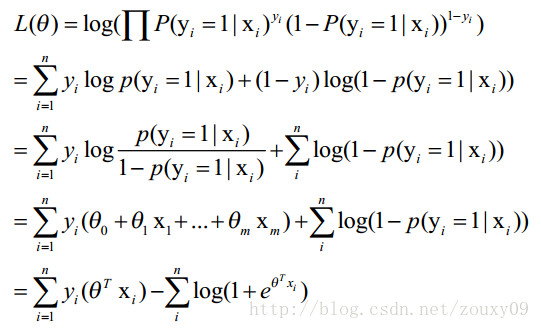 L(θ) = log(∏ P(y_i = 1 | x_i)^{y_i} (1 − P(y_i = 1 | x_i))^{1−y_i})
= ∑_{i=1}^{n} y_i log p(y_i = 1 | x_i) + (1 − y_i) log(1 − p(y_i = 1 | x_i))
= ∑_{i=1}^{n} y_i log \frac{p(y_i = 1 | x_i)}{1 − p(y_i = 1 | x_i)} + ∑_{i}^{n} log(1 − p(y_i = 1 | x_i))
= ∑_{i=1}^{n} y_i (θ_0 + θ_1 x_1 + ... + θ_m x_m) + ∑_{i}^{n} log(1 − p(y_i = 1 | x_i))
= ∑_{i=1}^{n} y_i (θ^T x_i) − ∑_{i}^{n} log(1 + e^{θ^T x_i})
http://blog.csdn.net/zouxy09